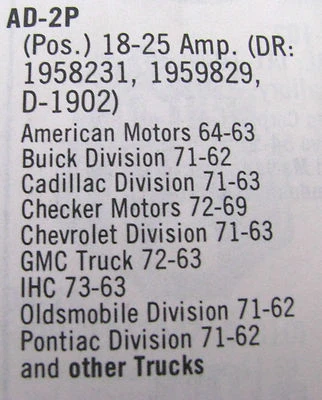 AD-2P
(Pos.) 18-25 Amp. (DR:
1958231, 1959829,
D-1902)
American Motors 64-63
Buick Division 71-62
Cadillac Division 71-63
Checker Motors 72-69
Chevrolet Division 71-63
GMC Truck 72-63
IHC 73-63
Oldsmobile Division 71-62
Pontiac Division 71-62
and other Trucks